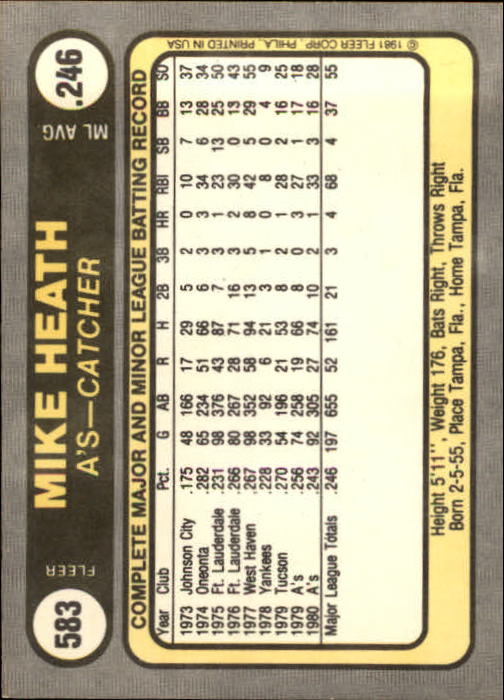 583
FLEER
MIKE HEATH
A'S—CATCHER
ML AVG.
.246
COMPLETE MAJOR AND MINOR LEAGUE BATTING RECORD
Year Club Pct. G AB R H 2B 3B HR RBI SB BB SO
1973 Johnson City .175 48 166 17 29 5 2 0 10 7 13 37
1974 Oneonta .282 65 234 51 66 8 3 3 34 6 28 34
1975 Ft. Lauderdale .231 98 376 43 87 7 3 1 23 13 25 50
1976 Ft. Lauderdale .266 80 267 28 71 16 3 2 30 0 13 43
1977 West Haven .267 98 352 58 94 13 5 8 42 5 29 55
1978 Yankees .228 33 92 6 21 3 1 0 8 0 4 9
1979 Tucson .270 54 196 21 53 8 2 1 28 2 16 25
1979 A's .256 74 258 19 66 8 0 3 27 1 17 18
1980 A's .243 92 305 27 74 10 2 1 33 3 16 28
Major League Totals .246 197 655 52 161 21 3 4 68 4 37 55
Height 5'11", Weight 176, Bats Right, Throws Right
Born 2-5-55, Place Tampa, Fla., Home Tampa, Fla.
© 1981 FLEER CORP., PHILA., PRINTED IN USA